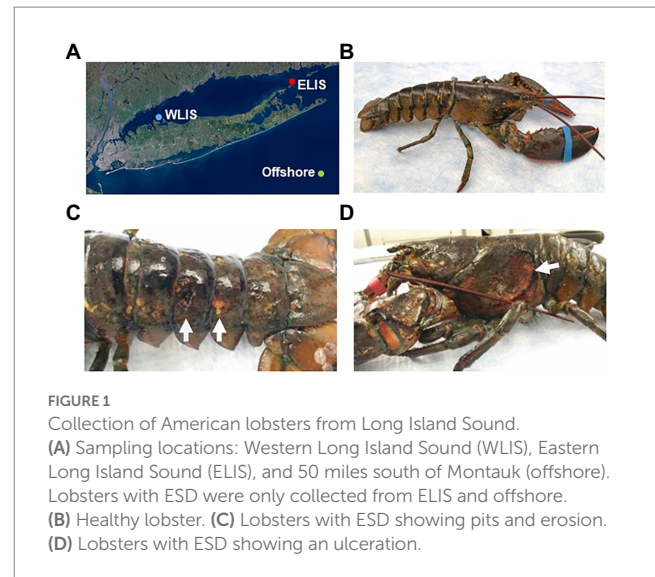 A
B
ELIS
WLIS
Offshore
C
D
FIGURE 1
Collection of American lobsters from Long Island Sound.
(A) Sampling locations: Western Long Island Sound (WLIS), Eastern
Long Island Sound (ELIS), and 50 miles south of Montauk (offshore).
Lobsters with ESD were only collected from ELIS and offshore.
(B) Healthy lobster. (C) Lobsters with ESD showing pits and erosion.
(D) Lobsters with ESD showing an ulceration.